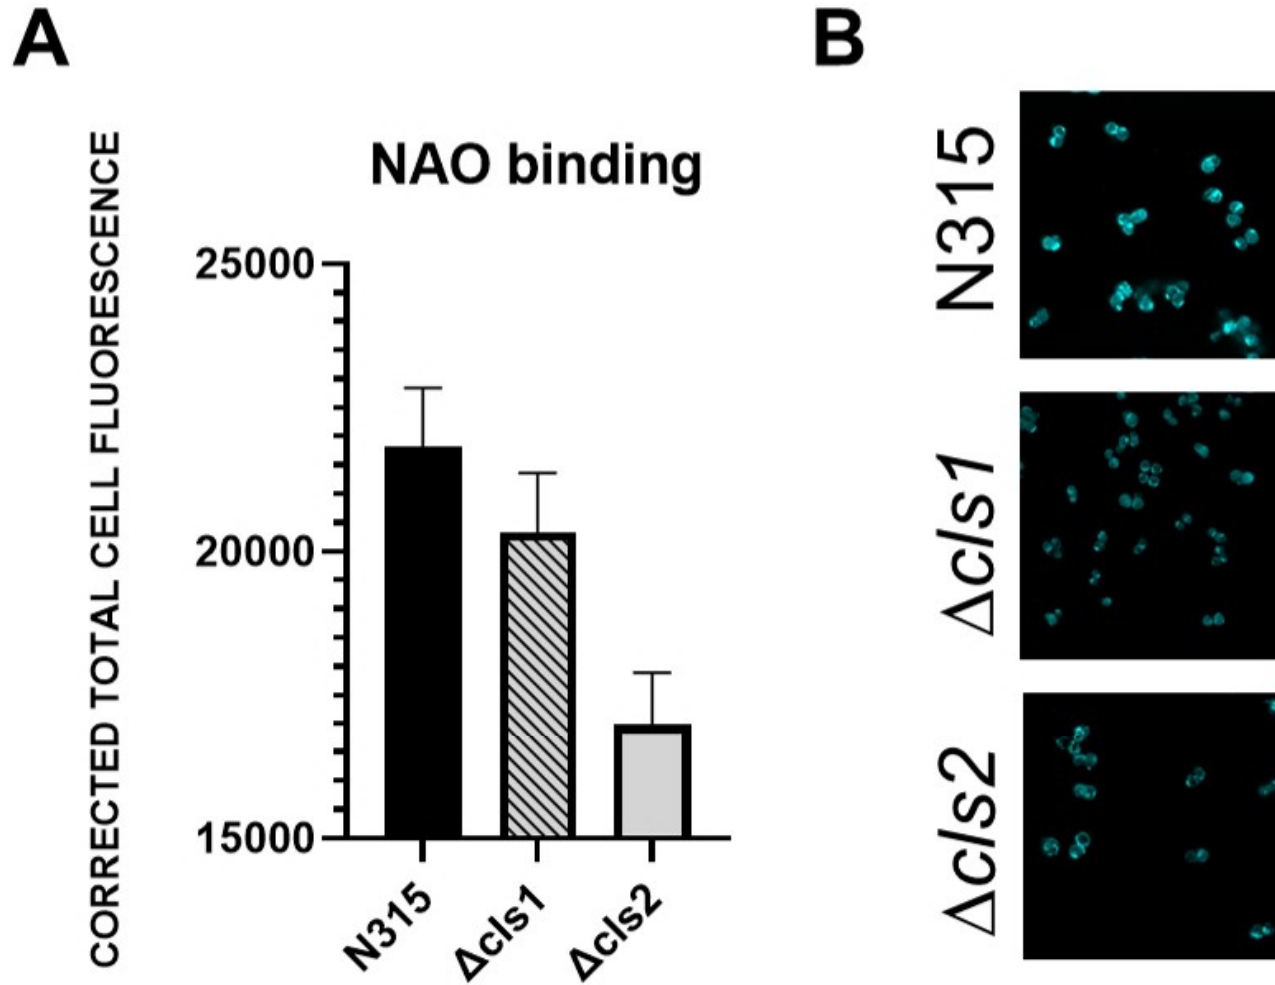 A
B
NAO binding
CORRECTED TOTAL CELL FLUORESCENCE
25000
20000
15000
N315
Δcls1
Δcls2
N315
Δcls1
Δcls2